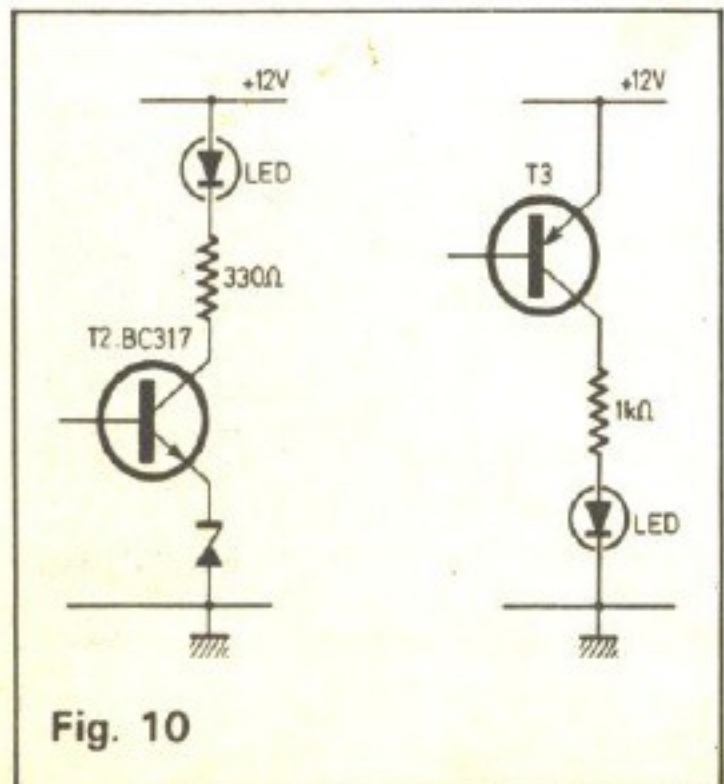 +12V
LED
330Ω
T2.BC317
+12V
T3
1kΩ
LED
Fig. 10